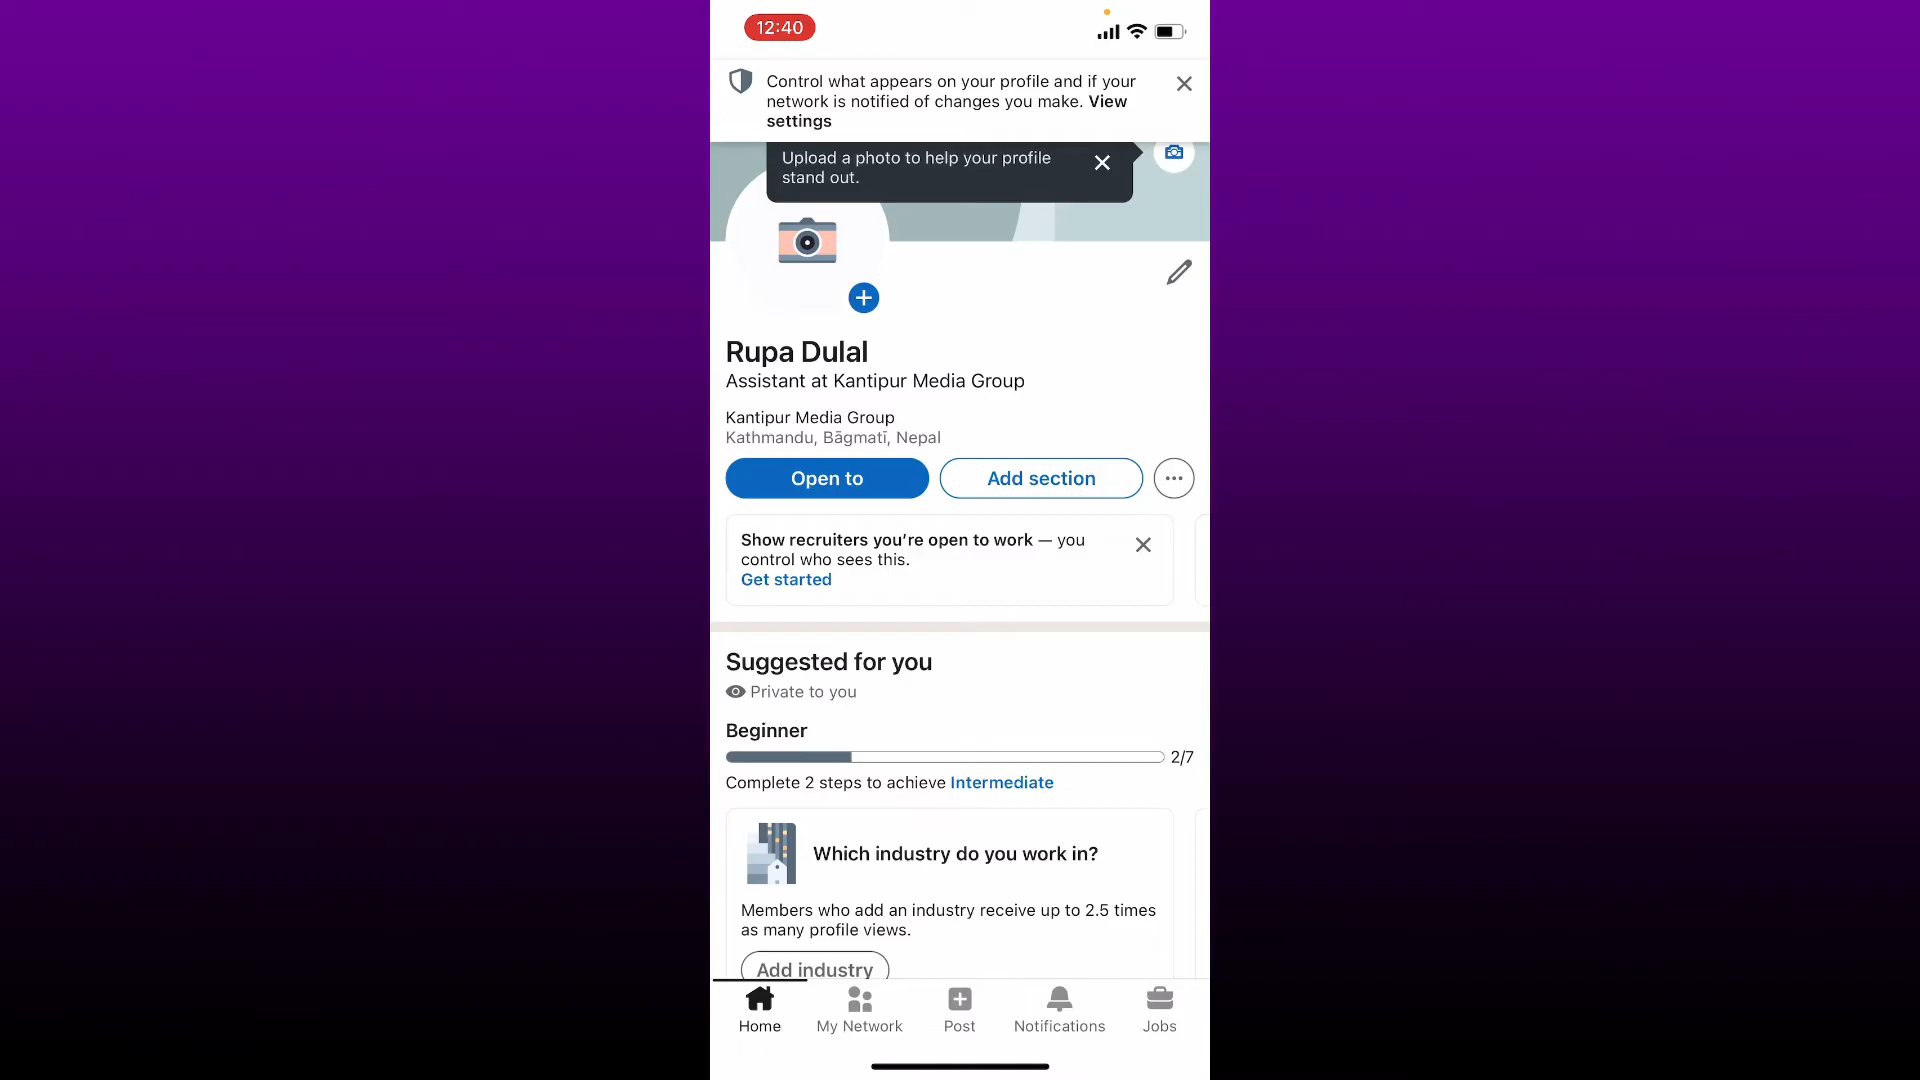 12:40
Control what appears on your profile and if your
network is notified of changes you make. View
settings
Upload a photo to help your profile
stand out.
Rupa Dulal
Assistant at Kantipur Media Group
Kantipur Media Group
Kathmandu, Bāgmatī, Nepal
Open to
Add section
Show recruiters you're open to work — you
control who sees this.
Get started
Suggested for you
Private to you
Beginner
2/7
Complete 2 steps to achieve Intermediate
Which industry do you work in?
Members who add an industry receive up to 2.5 times
as many profile views.
Add industry
Home
My Network
Post
Notifications
Jobs